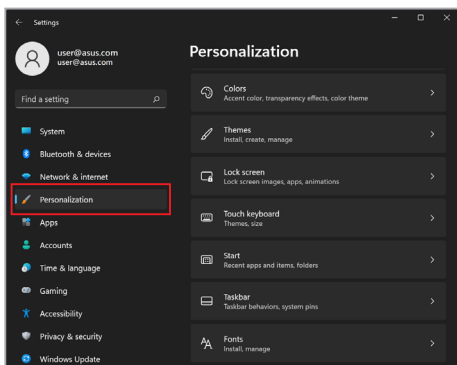 Settings
user@asus.com
user@asus.com
Find a setting
System
Bluetooth & devices
Network & internet
Personalization
Apps
Accounts
Time & language
Gaming
Accessibility
Privacy & security
Windows Update
Personalization
Colors
Accent color, transparency effects, color theme
Themes
Install, create, manage
Lock screen
Lock screen images, apps, animations
Touch keyboard
Themes, size
Start
Recent apps and items, folders
Taskbar
Taskbar behaviors, system pins
Fonts
Install, manage